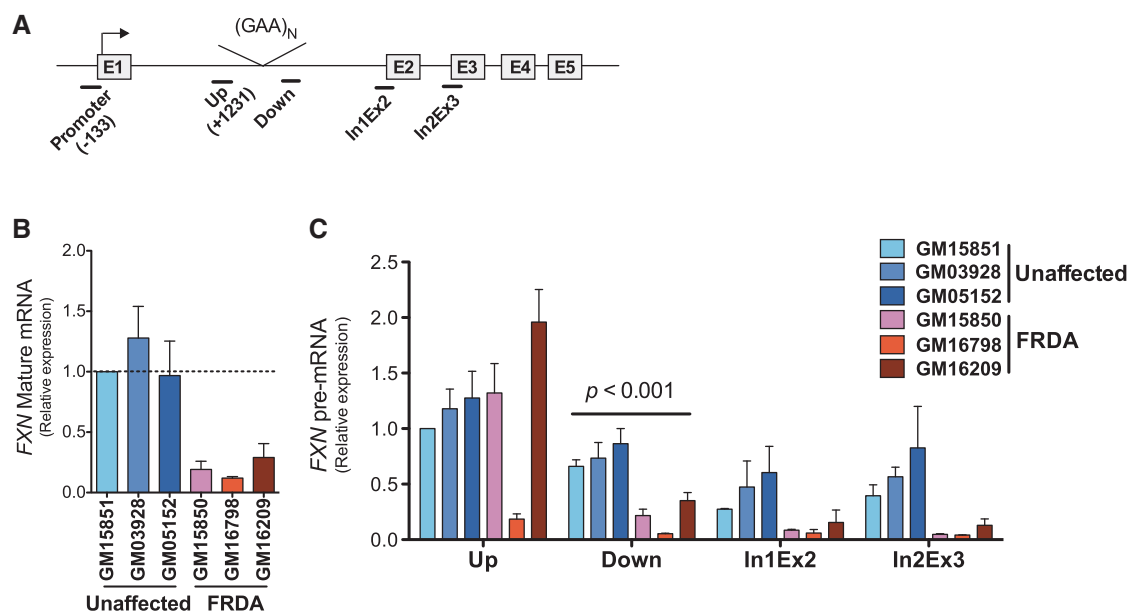 A
(GAA)N
E1
E2
E3
E4
E5
Promoter
(-133)
Up
(+1231)
Down
In1Ex2
In2Ex3
B
FXN Mature mRNA
(Relative expression)
2.0
1.5
1.0
0.5
0.0
GM15851
GM03928
GM05152
GM15850
GM16798
GM16209
Unaffected
FRDA
C
FXN pre-mRNA
(Relative expression)
2.5
2.0
1.5
1.0
0.5
0.0
p < 0.001
Up
Down
In1Ex2
In2Ex3
GM15851
GM03928
GM05152
GM15850
GM16798
GM16209
Unaffected
FRDA